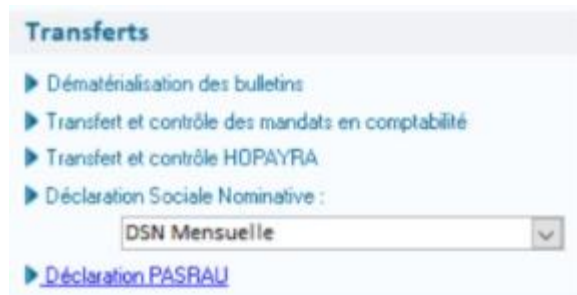 Transferts
Dématérialisation des bulletins
Transfert et contrôle des mandats en comptabilité
Transfert et contrôle HOPAYRA
Déclaration Sociale Nominative :
DSN Mensuelle
Déclaration PASRAU